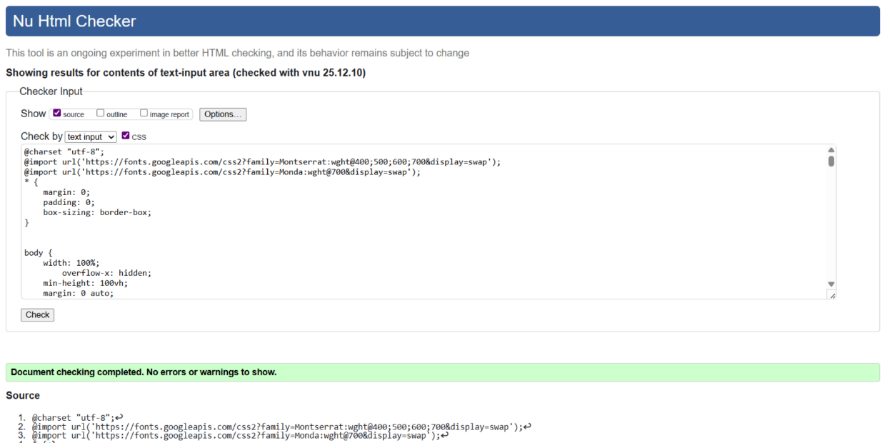 Nu Html Checker
This tool is an ongoing experiment in better HTML checking, and its behavior remains subject to change
Showing results for contents of text-input area (checked with vnu 25.12.10)
Checker Input
Show source outline image report Options...
Check by text input css
@charset "utf-8";
@import url('https://fonts.googleapis.com/css2?family=Montserrat:wght@400;500;600;700&display=swap');
@import url('https://fonts.googleapis.com/css2?family=Monda:wght@700&display=swap');
* {
margin: 0;
padding: 0;
box-sizing: border-box;
}
body {
width: 100%;
overflow-x: hidden;
min-height: 100vh;
margin: 0 auto;
Check
Document checking completed. No errors or warnings to show.
Source
1. @charset "utf-8";↩
2. @import url('https://fonts.googleapis.com/css2?family=Montserrat:wght@400;500;600;700&display=swap');↩
3. @import url('https://fonts.googleapis.com/css2?family=Monda:wght@700&display=swap');↩